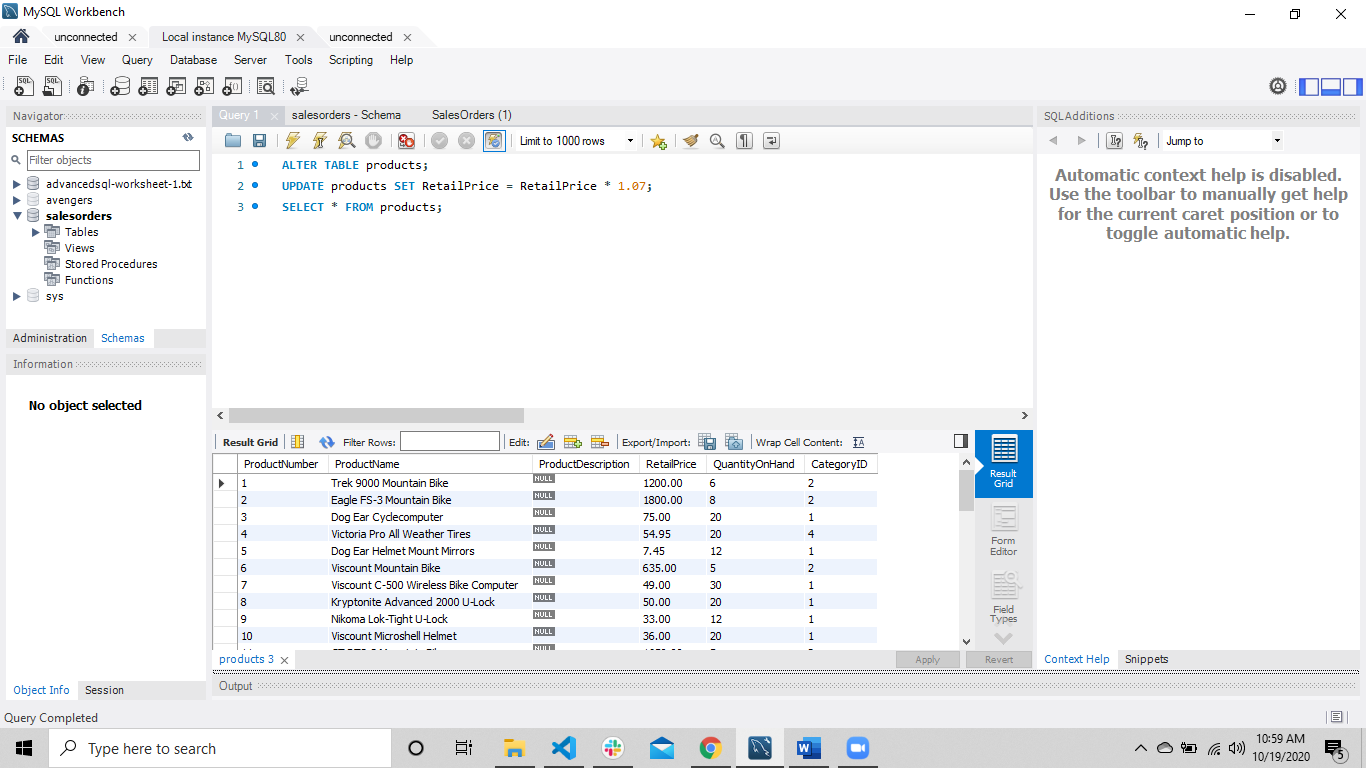 MySQL Workbench
unconnected
Local instance MySQL80
unconnected
File Edit View Query Database Server Tools Scripting Help
Navigator
SCHEMAS
Filter objects
advancedsql-worksheet-1.txt
avengers
salesorders
Tables
Views
Stored Procedures
Functions
sys
Administration Schemas
Information
No object selected
Object Info Session
Query 1 salesorders - Schema SalesOrders (1)
Limit to 1000 rows
1 ALTER TABLE products;
2 UPDATE products SET RetailPrice = RetailPrice * 1.07;
3 SELECT * FROM products;
Result Grid Filter Rows: Edit: Export/Import: Wrap Cell Content:
ProductNumber ProductName ProductDescription RetailPrice QuantityOnHand CategoryID
1 Trek 9000 Mountain Bike NULL 1200.00 6 2
2 Eagle FS-3 Mountain Bike NULL 1800.00 8 2
3 Dog Ear Cyclecomputer NULL 75.00 20 1
4 Victoria Pro All Weather Tires NULL 54.95 20 4
5 Dog Ear Helmet Mount Mirrors NULL 7.45 12 1
6 Viscount Mountain Bike NULL 635.00 5 2
7 Viscount C-500 Wireless Bike Computer NULL 49.00 30 1
8 Kryptonite Advanced 2000 U-Lock NULL 50.00 20 1
9 Nikoma Lok-Tight U-Lock NULL 33.00 12 1
10 Viscount Microshell Helmet NULL 36.00 20 1
Result Grid
Form Editor
Field Types
products 3
Apply Revert
Output
SQLAdditions
Jump to
Automatic context help is disabled.
Use the toolbar to manually get help
for the current caret position or to
toggle automatic help.
Context Help Snippets
Query Completed
Type here to search
10:59 AM
10/19/2020
5